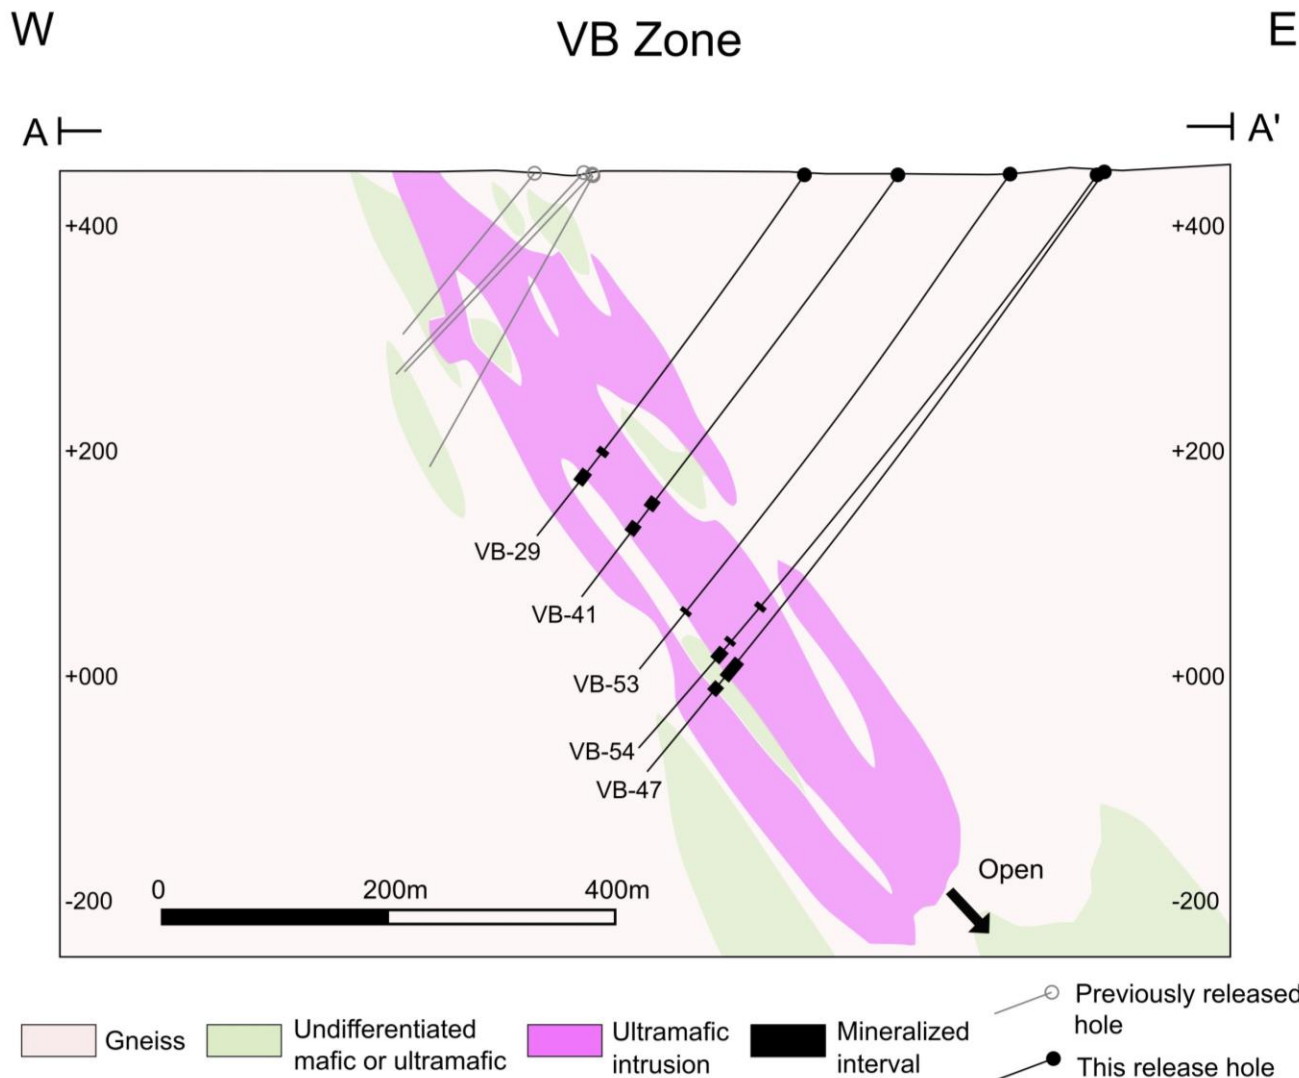 W
E
VB Zone
A
A'
+400
+400
+200
+200
VB-29
VB-41
VB-53
+000
+000
VB-54
VB-47
Open
0
200m
400m
-200
-200
Gneiss
Undifferentiated
mafic or ultramafic
Ultramafic
intrusion
Mineralized
interval
Previously released
hole
This release hole